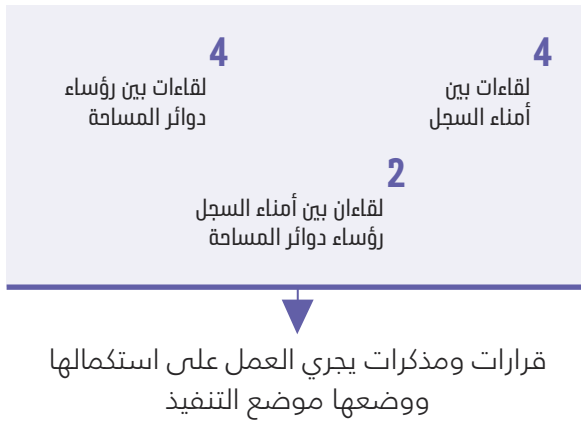 4
لقاءات بين
أمناء السجل
4
لقاءات بين رؤساء
دوائر المساحة
2
لقاءان بين أمناء السجل
رؤساء دوائر المساحة
قرارات ومذكرات يجري العمل على استكمالها
ووضعها موضع التنفيذ